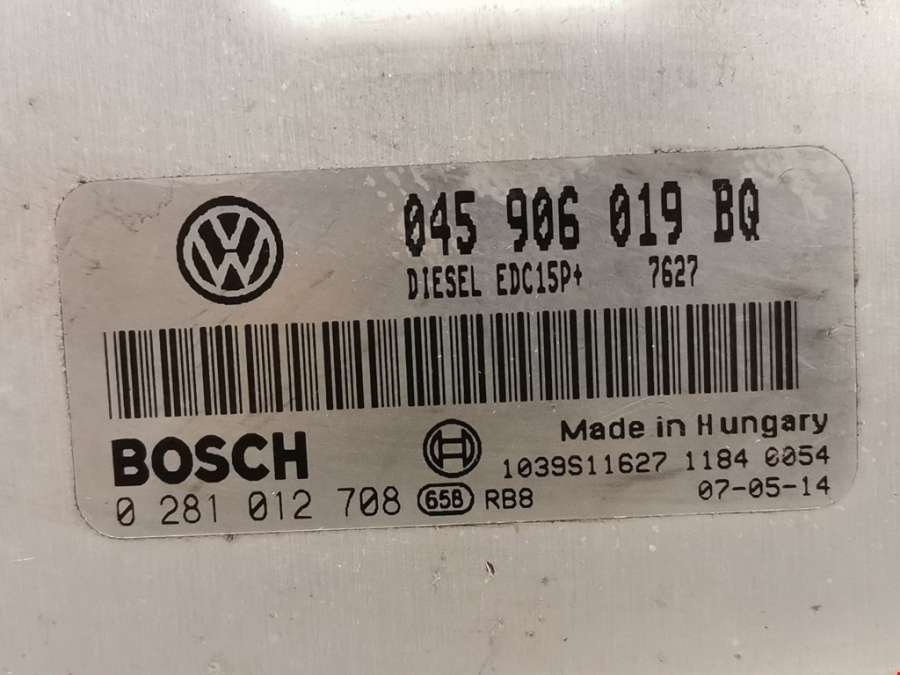 045 906 019 BQ
DIESEL EDC15P+ 7627
BOSCH
Made in Hungary
1039S11627 1184 0054
0 281 012 708 658 RB8
07-05-14